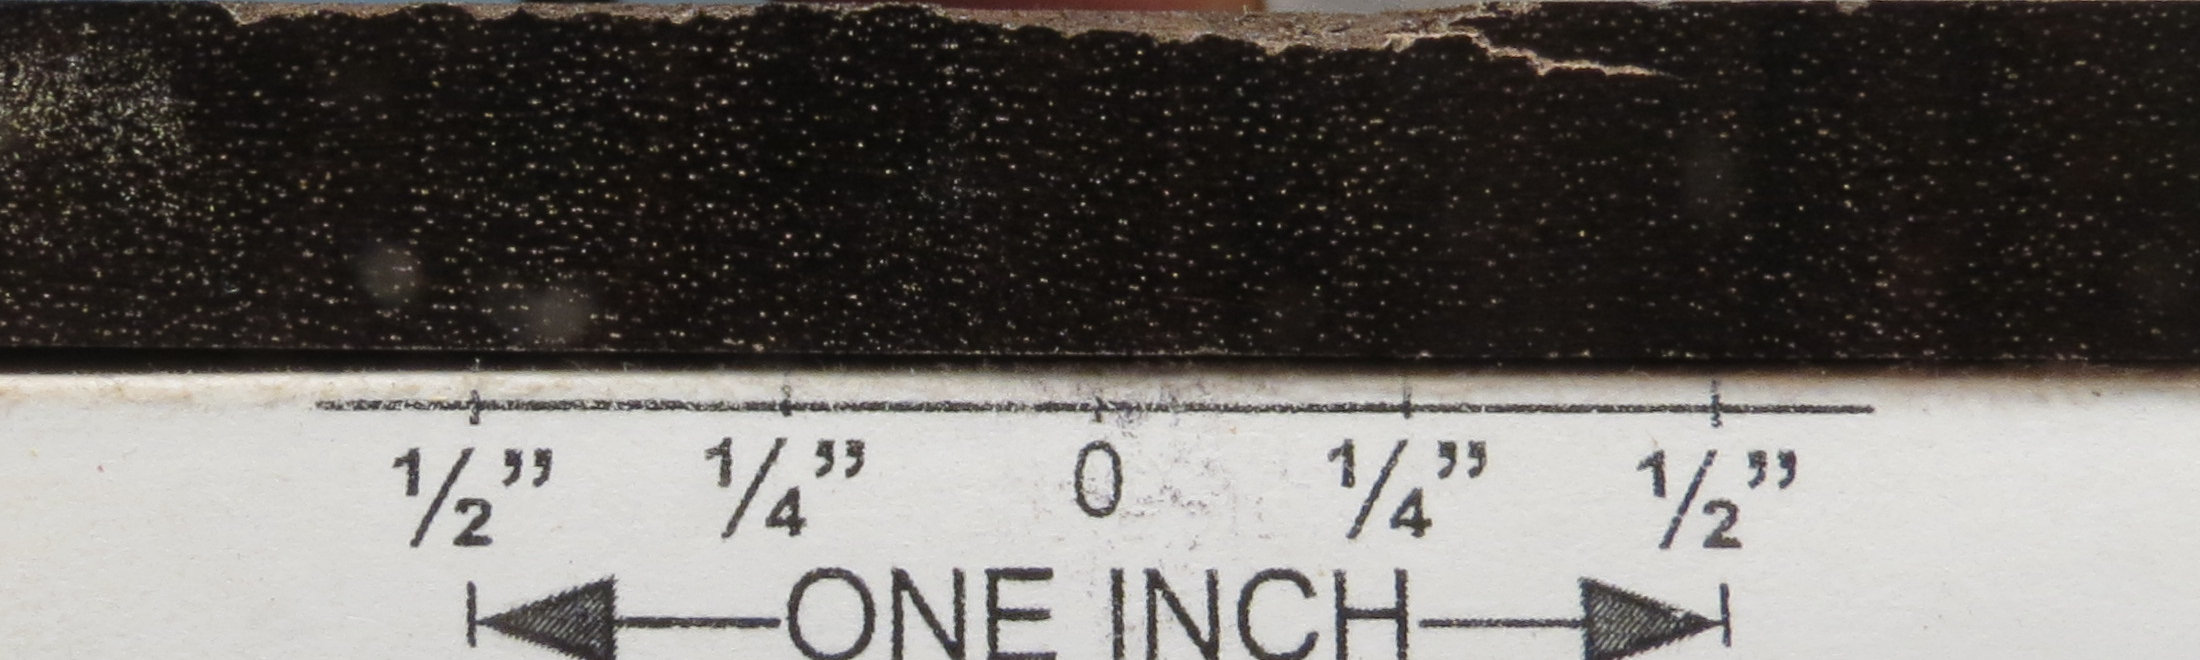 1/2” 1/4” 0 1/4” 1/2”
ONE INCH